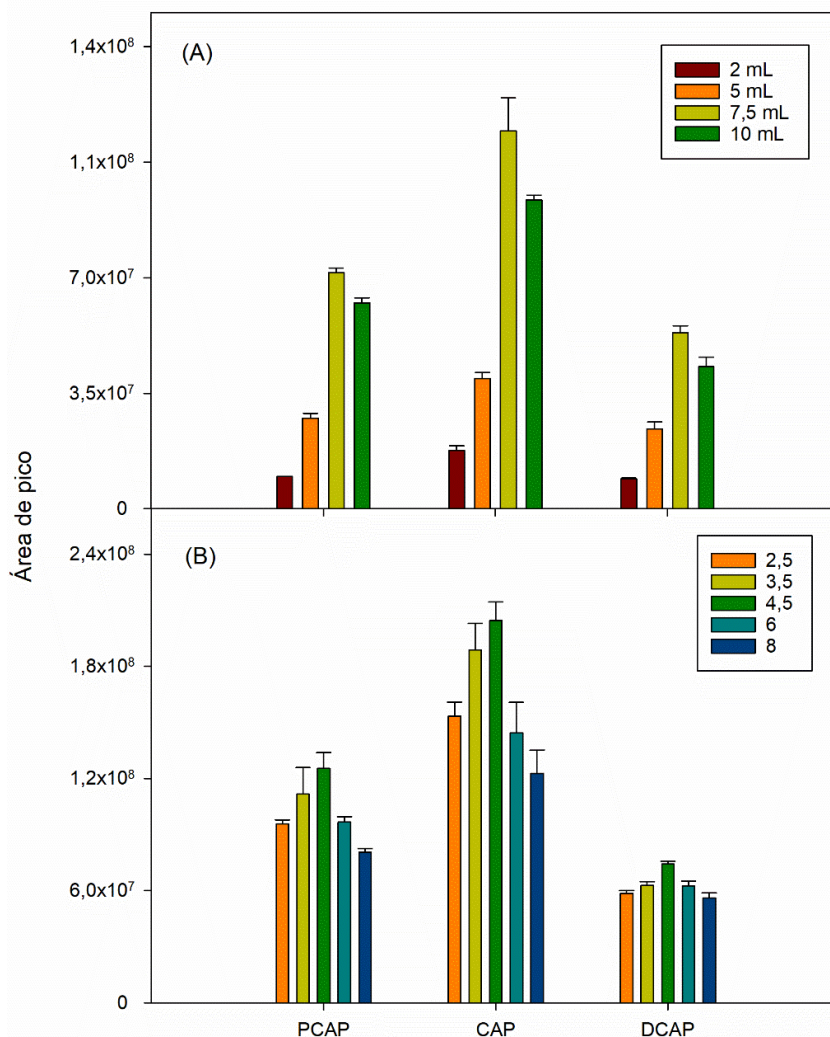 Área de pico
(A)
1,4x10⁸
1,1x10⁸
7,0x10⁷
3,5x10⁷
0
2 mL
5 mL
7,5 mL
10 mL
(B)
2,4x10⁸
1,8x10⁸
1,2x10⁸
6,0x10⁷
0
2,5
3,5
4,5
6
8
PCAP CAP DCAP